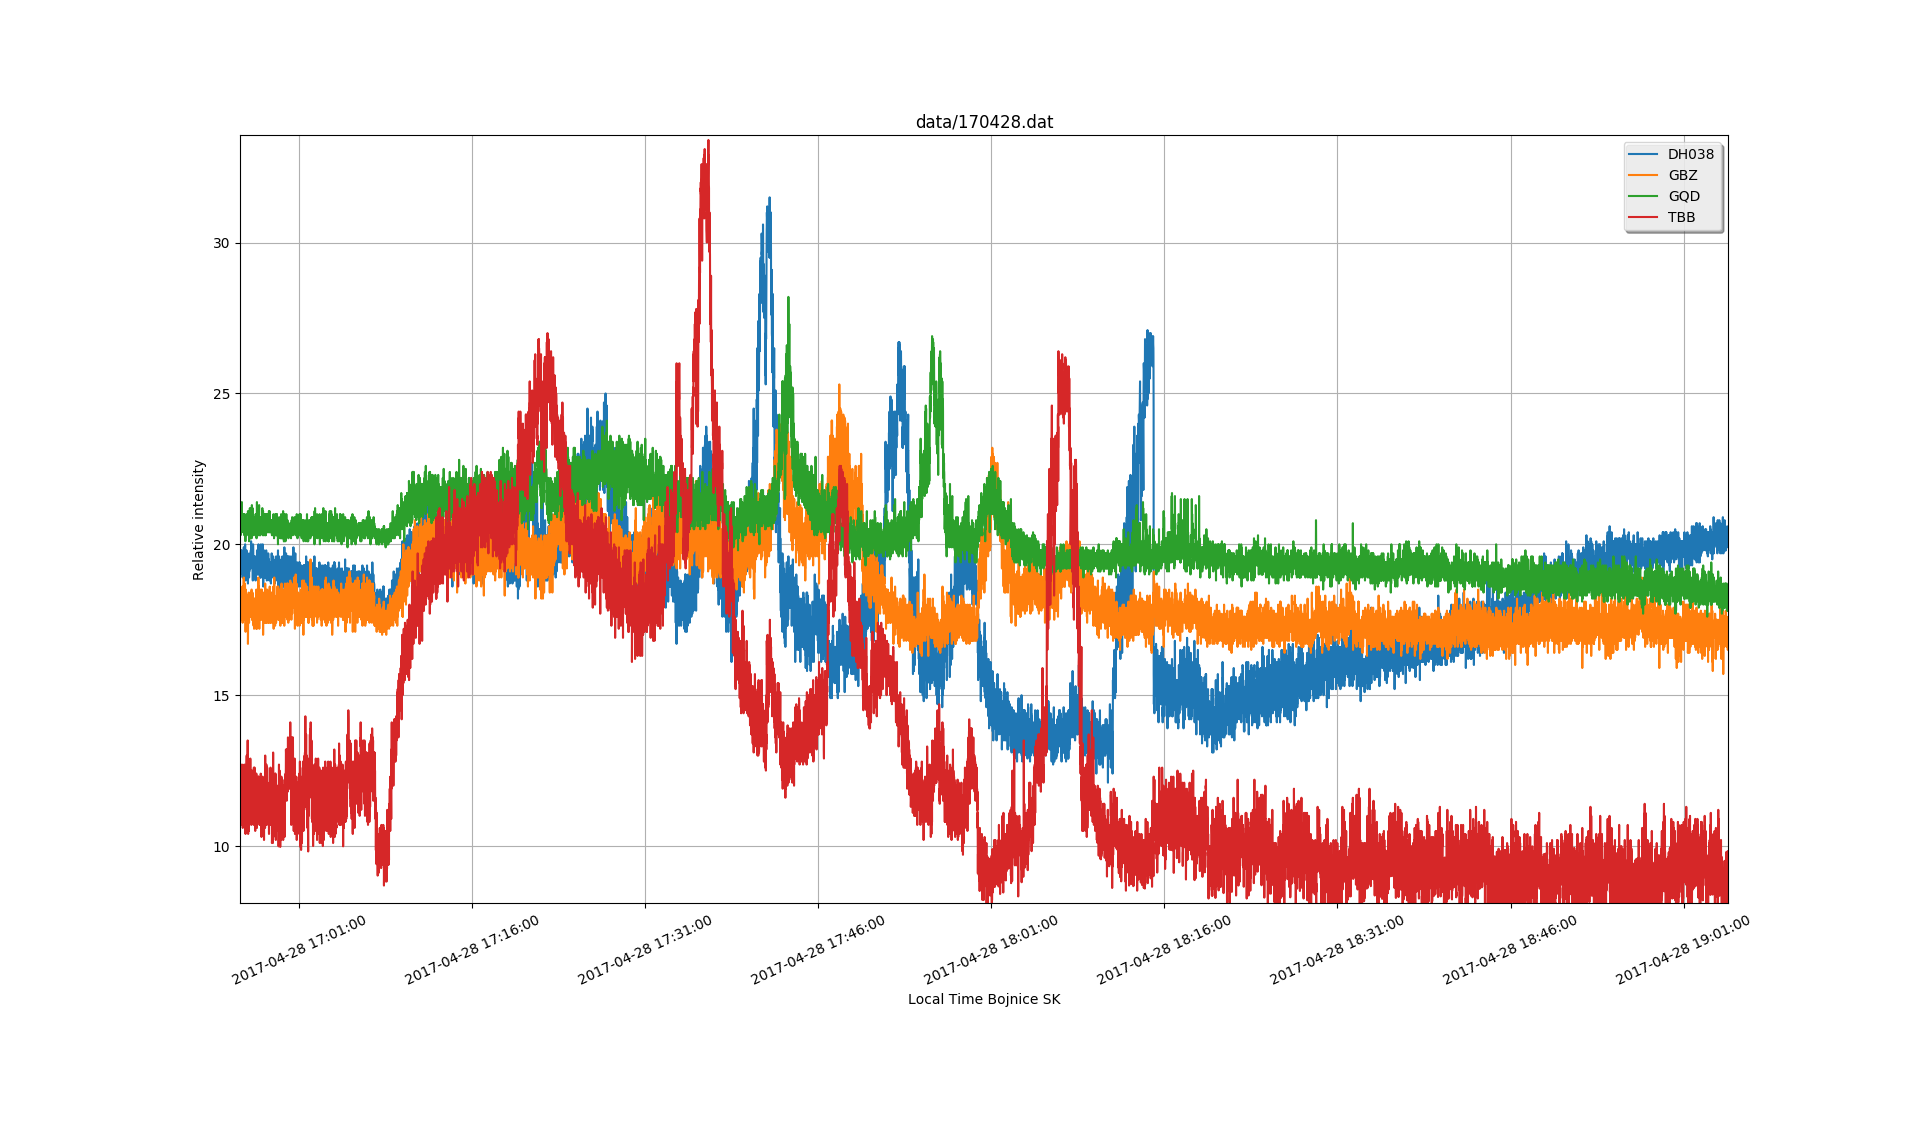 data/170428.dat
DH038
GBZ
GQD
TBB
Relative intensity
30
25
20
15
10
2017-04-28 17:01:00
2017-04-28 17:16:00
2017-04-28 17:31:00
2017-04-28 17:46:00
2017-04-28 18:01:00
2017-04-28 18:16:00
2017-04-28 18:31:00
2017-04-28 18:46:00
2017-04-28 19:01:00
Local Time Bojnice SK